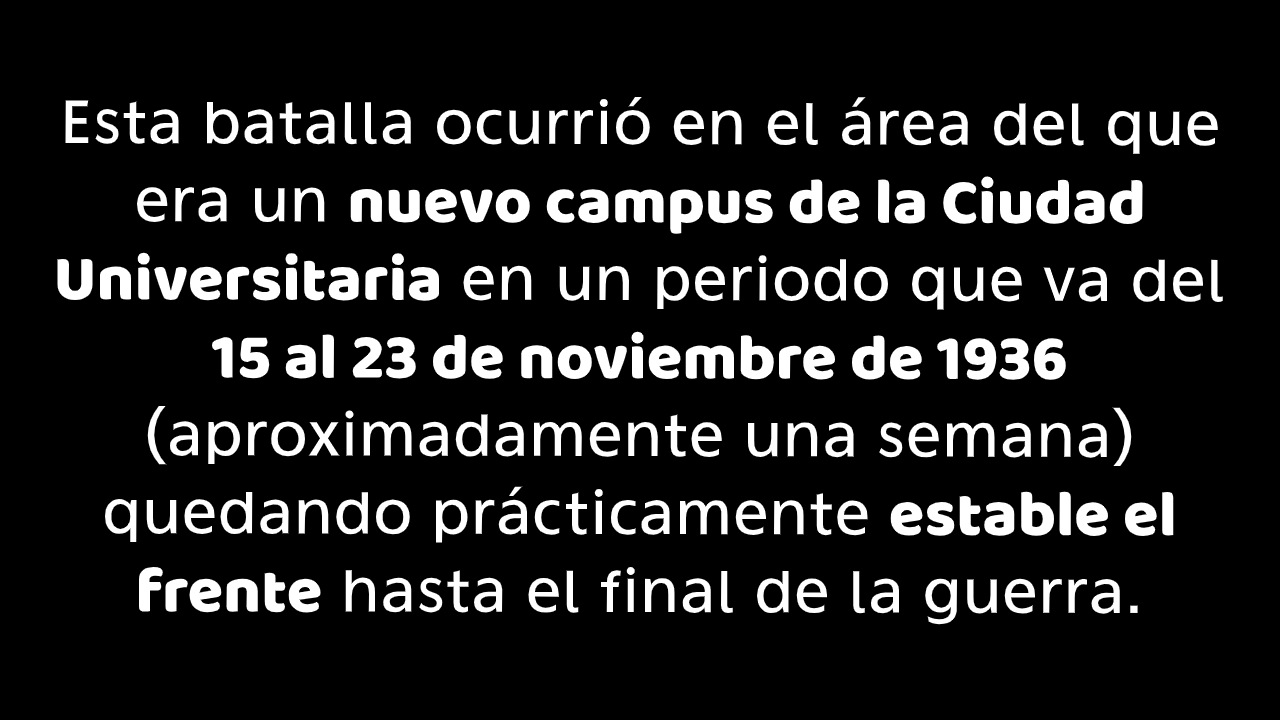 Esta batalla ocurrió en el área del que
era un nuevo campus de la Ciudad
Universitaria en un periodo que va del
15 al 23 de noviembre de 1936
(aproximadamente una semana)
quedando prácticamente estable el
frente hasta el final de la guerra.